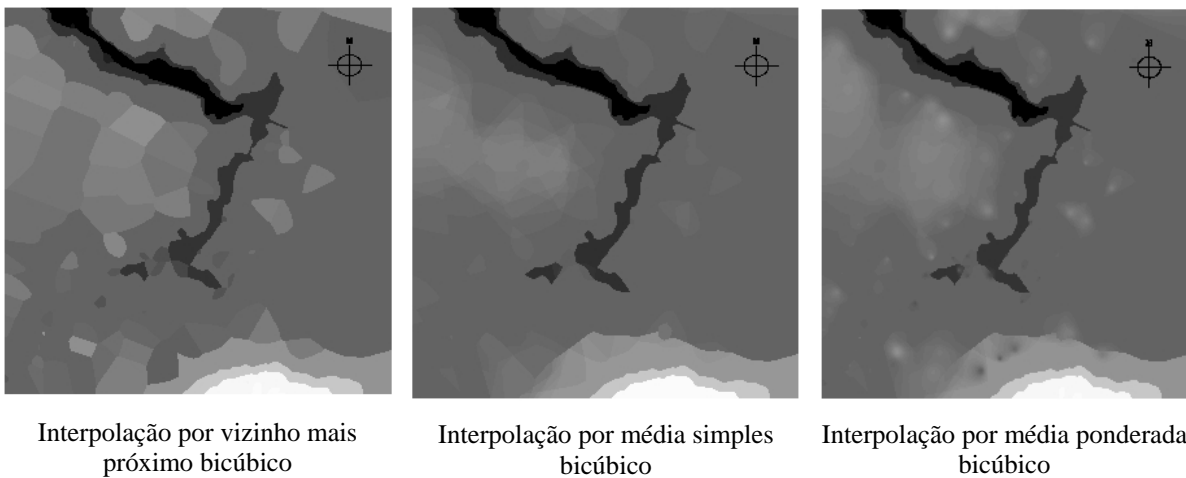 Interpolação por vizinho mais
próximo bicúbico
Interpolação por média simples
bicúbico
Interpolação por média ponderada
bicúbico